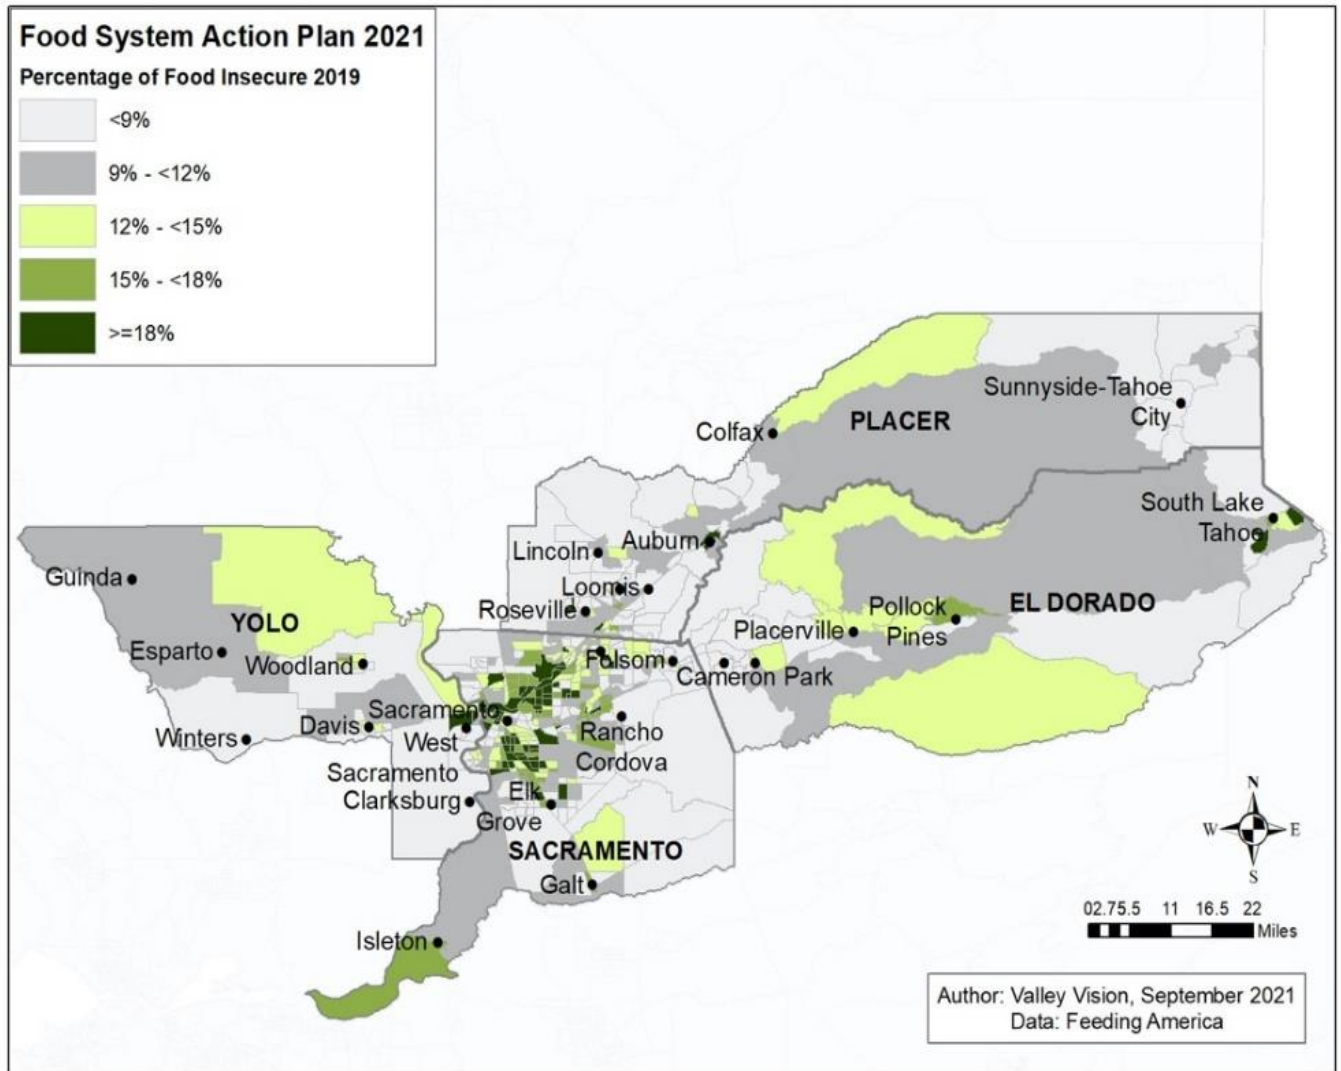 Food System Action Plan 2021
Percentage of Food Insecure 2019
<9%
9% - <12%
12% - <15%
15% - <18%
>=18%
Sunnyside-Tahoe
City
PLACER
Colfax
South Lake
Tahoe
Auburn
Lincoln
Loomis
Roseville
Guinda
YOLO
Pollock
Pines
EL DORADO
Placerville
Esparto
Woodland
Folsom
Cameron Park
Davis
Sacramento
Winters
West
Sacramento
Rancho
Cordova
Clarksburg
Elk
Grove
SACRAMENTO
Galt
Isleton
N
W
E
S
02.75.5 11 16.5 22
Miles
Author: Valley Vision, September 2021
Data: Feeding America